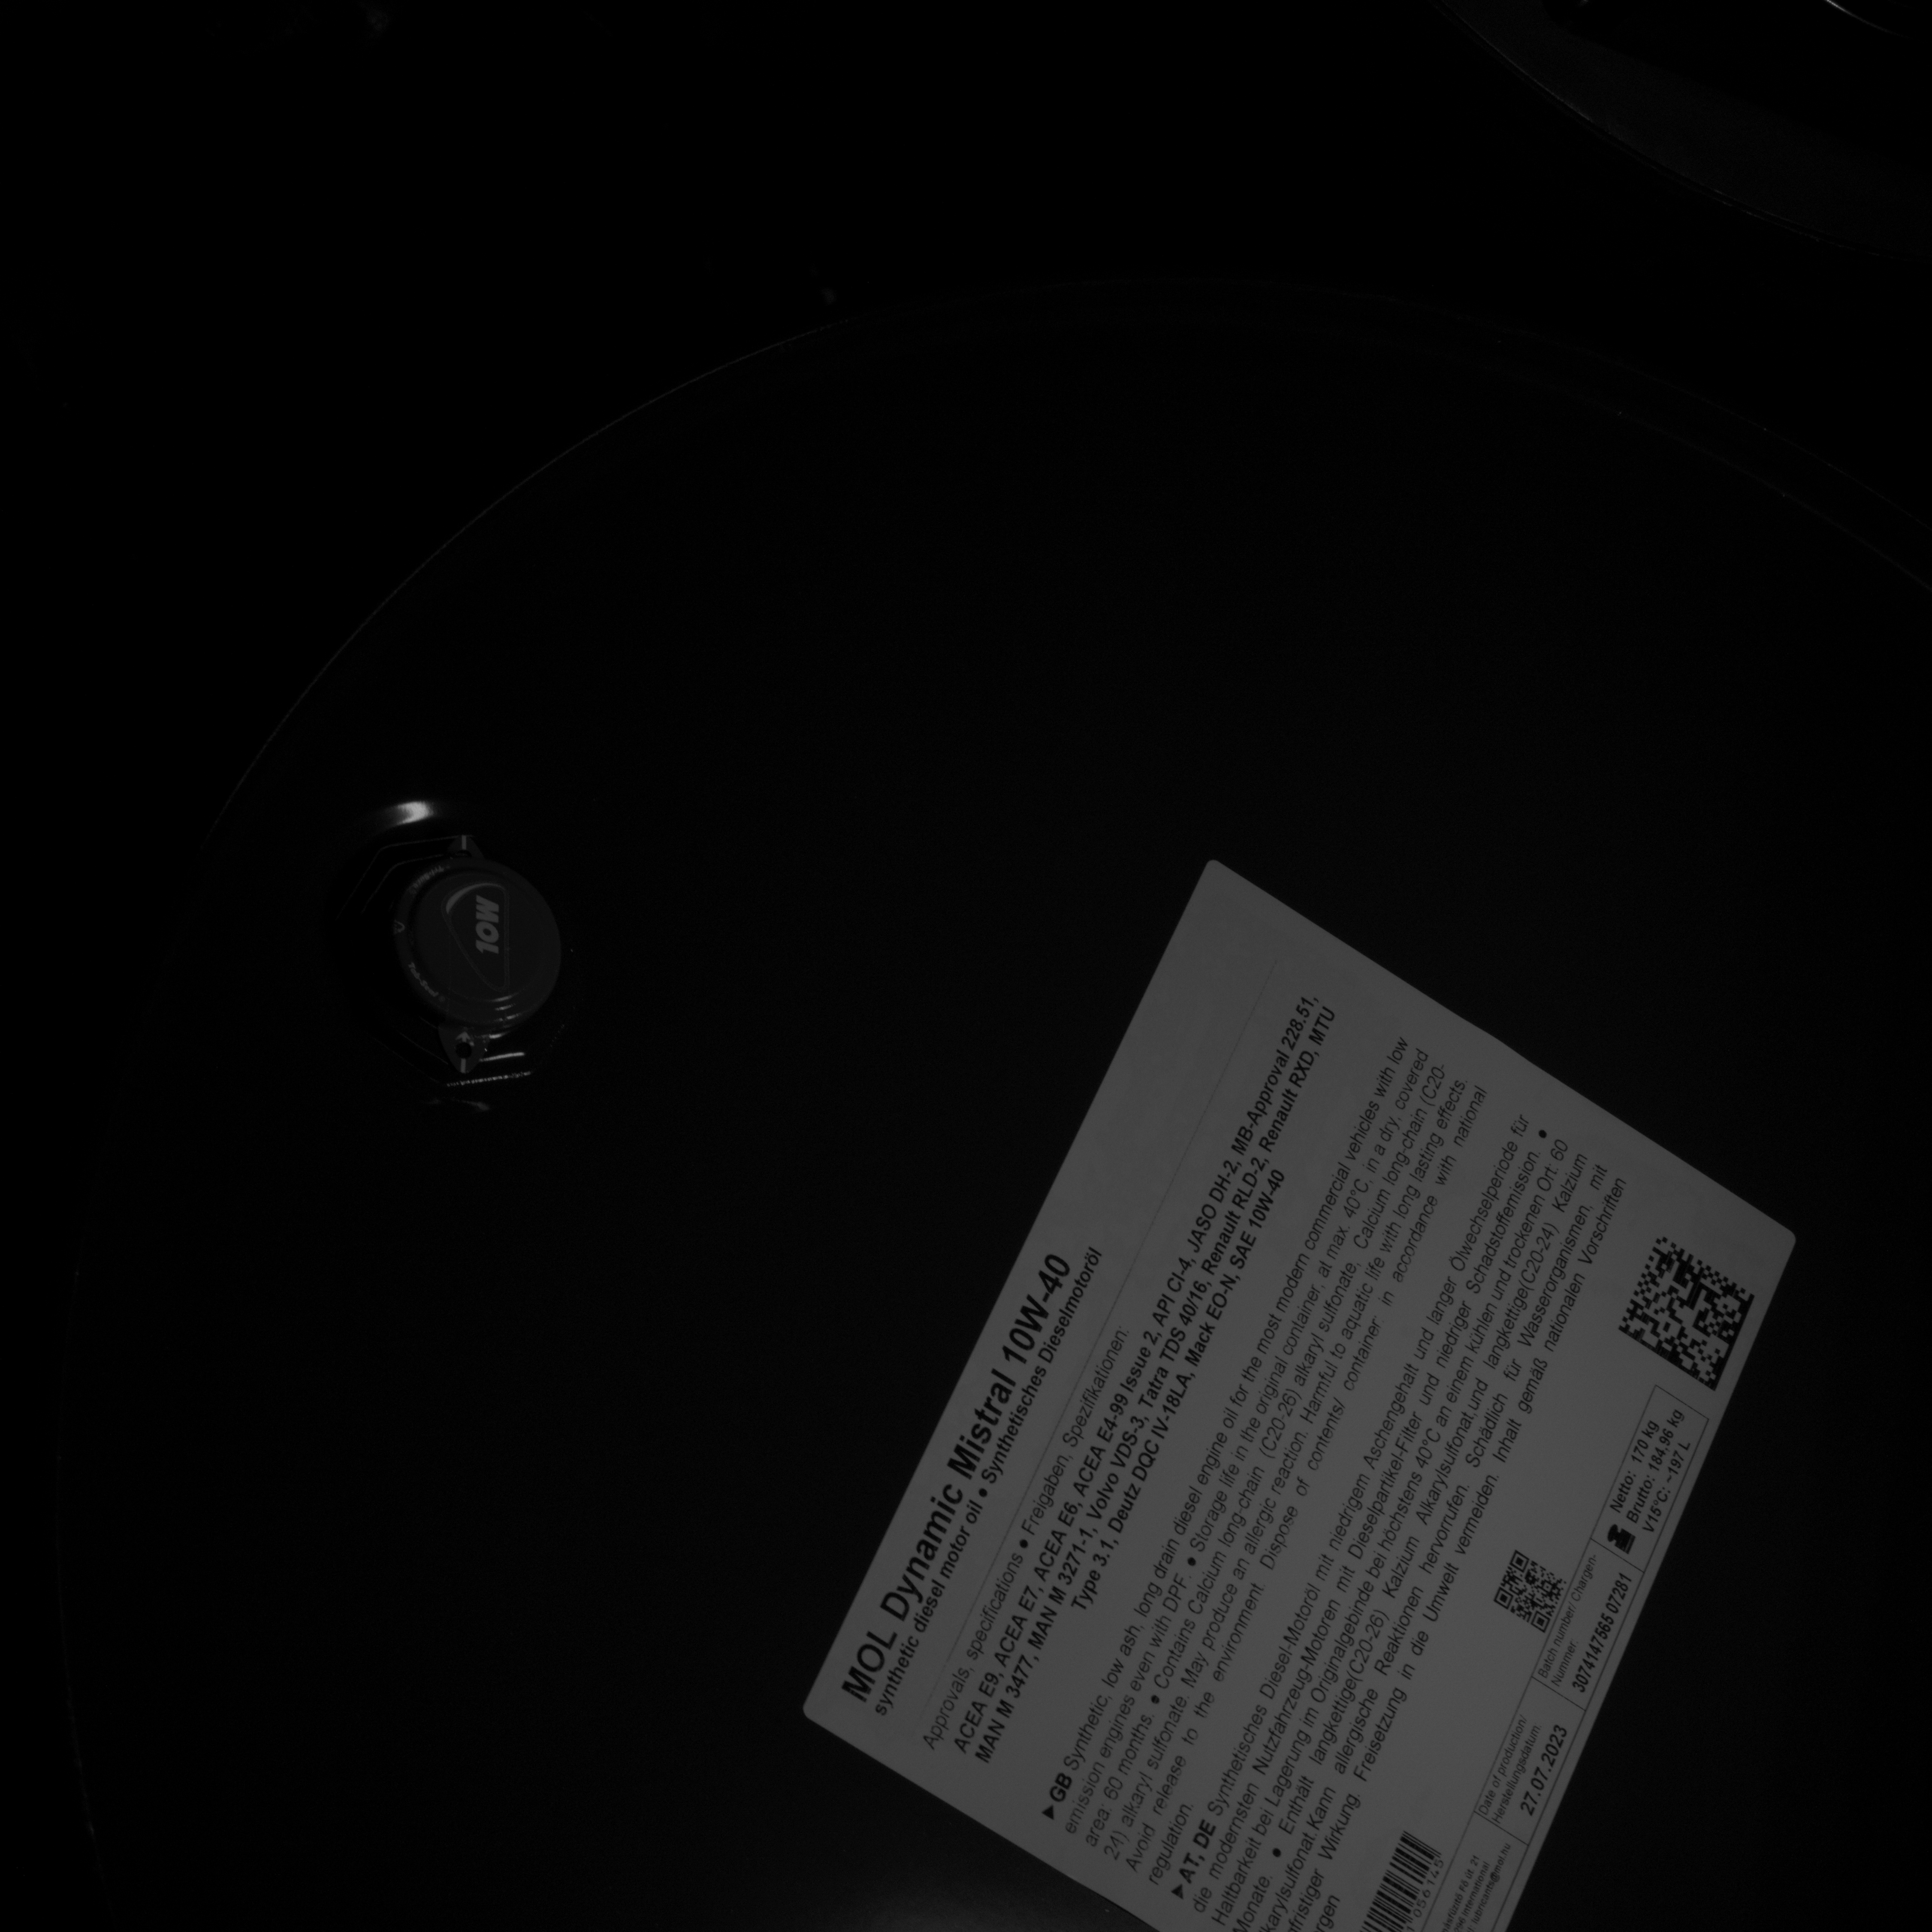 MOL Dynamic Mistral 10W-40
synthetic diesel motor oil ● Synthetisches Dieselmotoröl
Approvals, specifications ● Freigaben, Spezifikationen:
ACEA E9, ACEA E7, ACEA E6, ACEA E4-99 Issue 2, API CI-4, JASO DH-2, MB-Approval 228.51,
MAN M 3477, MAN M 3271-1, Volvo VDS-3, Tatra TDS 40/16, Renault RLD-2, Renault RXD, MTU
Type 3.1, Deutz DQC IV-18LA, Mack EO-N, SAE 10W-40
►GB Synthetic, low ash, long drain diesel engine oil for the most modern commercial vehicles with low
emission engines even with DPF. ● Storage life in the original container, at max. 40°C, in a dry, covered
area: 60 months. ● Contains Calcium long-chain (C20-26) alkaryl sulfonate, Calcium long-chain (C20-
24) alkaryl sulfonate. May produce an allergic reaction. Harmful to aquatic life with long lasting effects.
Avoid release to the environment. Dispose of contents/ container in accordance with national
regulation.
►AT, DE Synthetisches Diesel-Motoröl mit niedrigem Aschengehalt und langer Ölwechselperiode für
die modernsten Nutzfahrzeug-Motoren mit Dieselpartikel-Filter und niedriger Schadstoffemission. ●
Haltbarkeit bei Lagerung im Originalgebinde bei höchstens 40°C an einem kühlen und trockenen Ort: 60
Monate. ● Enthält langkettige(C20-26) Kalzium Alkarylsulfonat,und langkettige(C20-24) Kalzium
karylsulfonat Kann allergische Reaktionen hervorrufen. Schädlich für Wasserorganismen, mit
fristiger Wirkung. Freisetzung in die Umwelt vermeiden. Inhalt gemäß nationalen Vorschriften
rgen
Netto: 170 kg
Brutto: 184,96 kg
V15°C: ~197 L
Batch number/ Chargen-
Nummer
3074147565 07281
Date of production/
Herstellungsdatum
27.07.2023
056145
10W
Tab-Seal